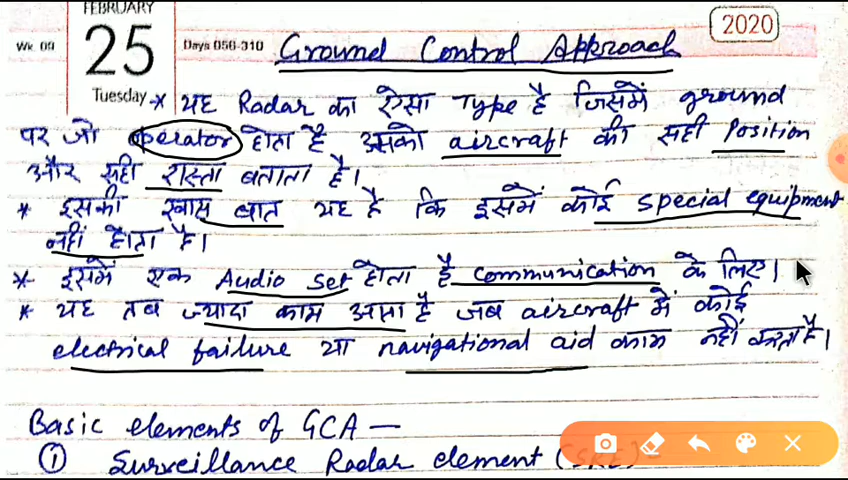 FEBRUARY
25
Tuesday
Wk 09
Days 056-310
2020
Ground Control Approach
* यह Radar का ऐसा Type है जिसमें ground
पर जो operator होता है उसको aircraft की सही Position
और सही रास्ता बताता है।
* इसकी खास बात यह है कि इसमें कोई special equipment
नहीं होता है।
* इसमें एक Audio set होता है communication के लिए।
* यह तब ज्यादा काम आता है जब aircraft में कोई
electrical failure या navigational aid काम नहीं करता है।
Basic elements of GCA —
① Surveillance Radar element (SRE)